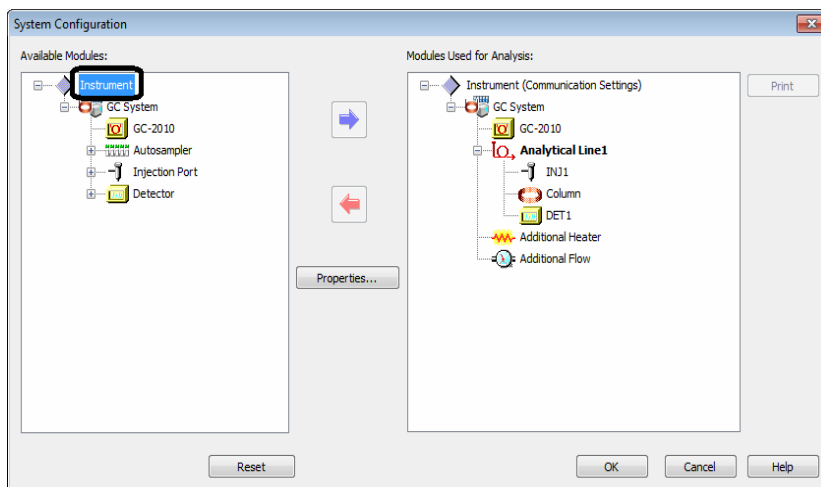 System Configuration
Available Modules:
Instrument
GC System
GC-2010
Autosampler
Injection Port
Detector
Properties...
Reset
Modules Used for Analysis:
Instrument (Communication Settings)
GC System
GC-2010
Analytical Line1
INJ1
Column
DET1
Additional Heater
Additional Flow
Print
OK
Cancel
Help